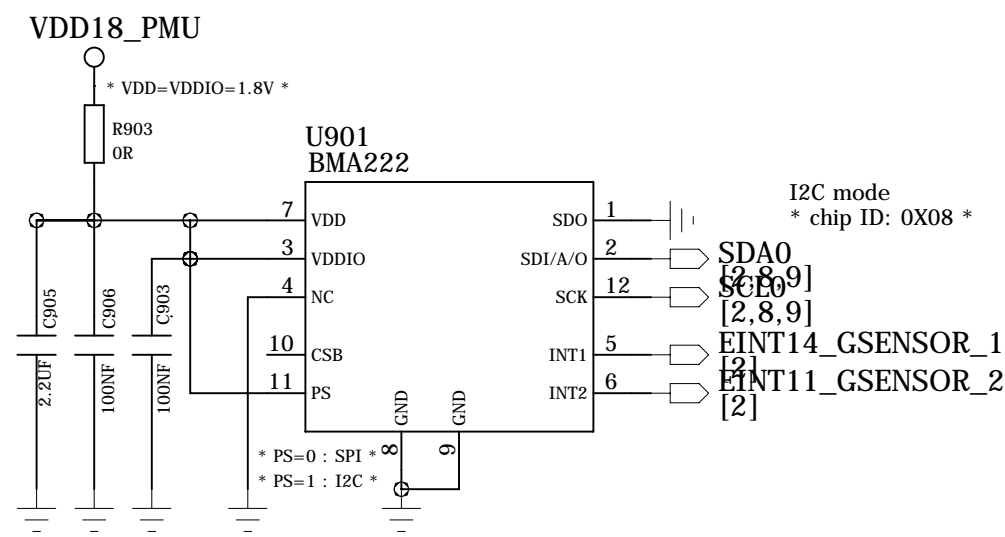 VDD18_PMU
* VDD=VDDIO=1.8V *
R903
0R
U901
BMA222
I2C mode
* chip ID: 0X08 *
7 VDD
3 VDDIO
4 NC
10 CSB
11 PS
SDO 1
SDI/A/O 2
SCK 12
INT1 5
INT2 6
GND 8
GND 9
SDA0
[2,8,9]
SCL0
[2,8,9]
EINT14_GSENSOR_1
[2]
EINT11_GSENSOR_2
[2]
C905
2.2UF
C906
100NF
C903
100NF
* PS=0 : SPI *
* PS=1 : I2C *